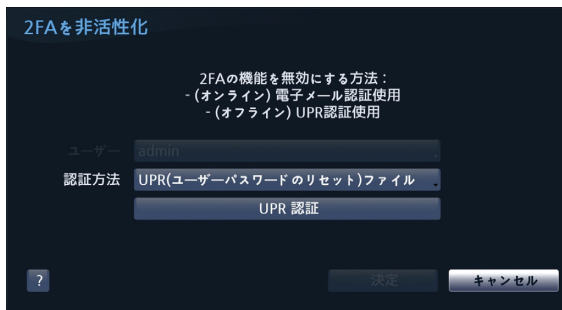 2FAを非活性化
2FAの機能を無効にする方法：
- (オンライン) 電子メール認証使用
- (オフライン) UPR認証使用
ユーザー admin
認証方法 UPR(ユーザーパスワードのリセット)ファイル
UPR 認証
? 決定 キャンセル